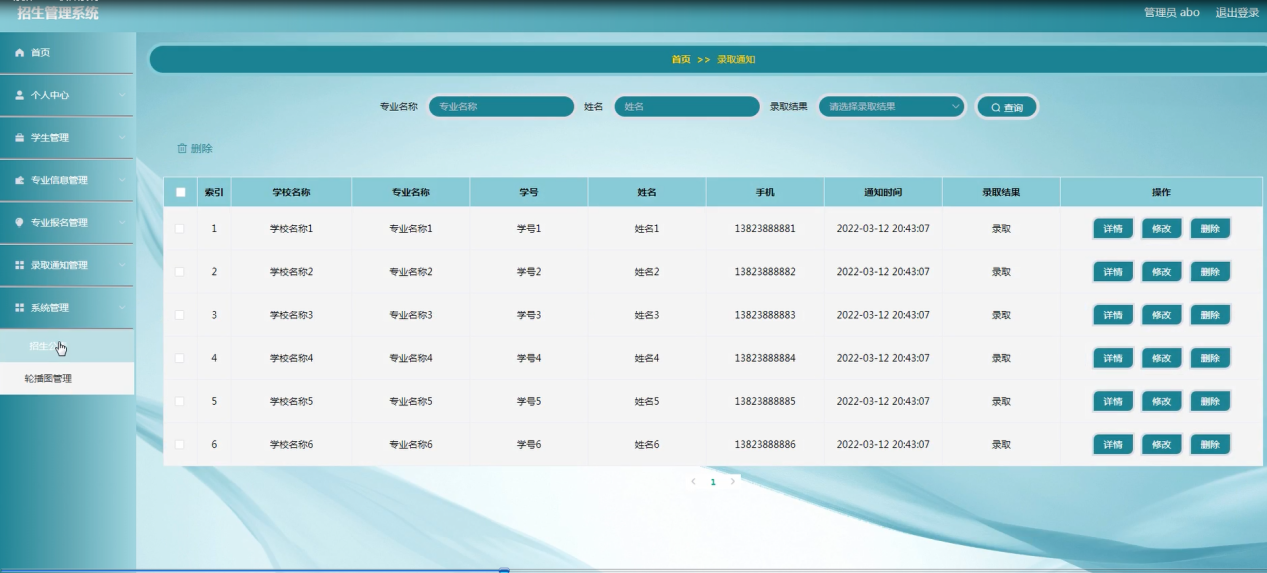 招生管理系统
管理员 abo 退出登录
首页
个人中心
学生管理
专业信息管理
专业报名管理
录取通知管理
系统管理
招生公
轮播图管理
首页 >> 录取通知
专业名称 专业名称 姓名 姓名 录取结果 请选择录取结果 查询
删除
索引 学校名称 专业名称 学号 姓名 手机 通知时间 录取结果 操作
1 学校名称1 专业名称1 学号1 姓名1 13823888881 2022-03-12 20:43:07 录取 详情 修改 删除
2 学校名称2 专业名称2 学号2 姓名2 13823888882 2022-03-12 20:43:07 录取 详情 修改 删除
3 学校名称3 专业名称3 学号3 姓名3 13823888883 2022-03-12 20:43:07 录取 详情 修改 删除
4 学校名称4 专业名称4 学号4 姓名4 13823888884 2022-03-12 20:43:07 录取 详情 修改 删除
5 学校名称5 专业名称5 学号5 姓名5 13823888885 2022-03-12 20:43:07 录取 详情 修改 删除
6 学校名称6 专业名称6 学号6 姓名6 13823888886 2022-03-12 20:43:07 录取 详情 修改 删除
< 1 >